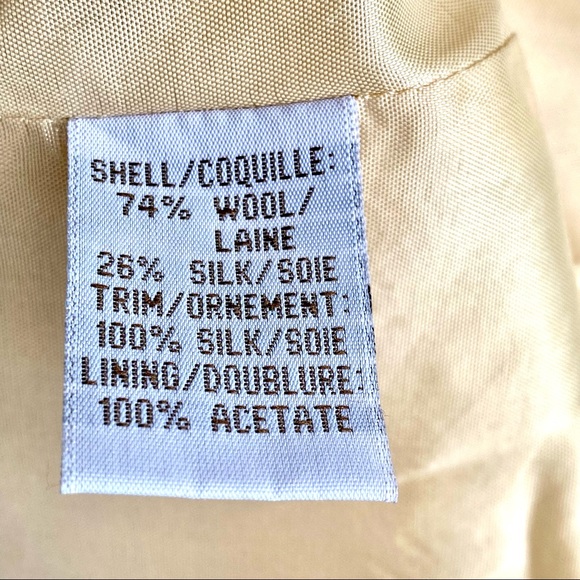 SHELL/COQUILLE:
74% WOOL/
LAINE
26% SILK/SOIE
TRIM/ORNEMENT:
100% SILK/SOIE
LINING/DOUBLURE:
100% ACETATE